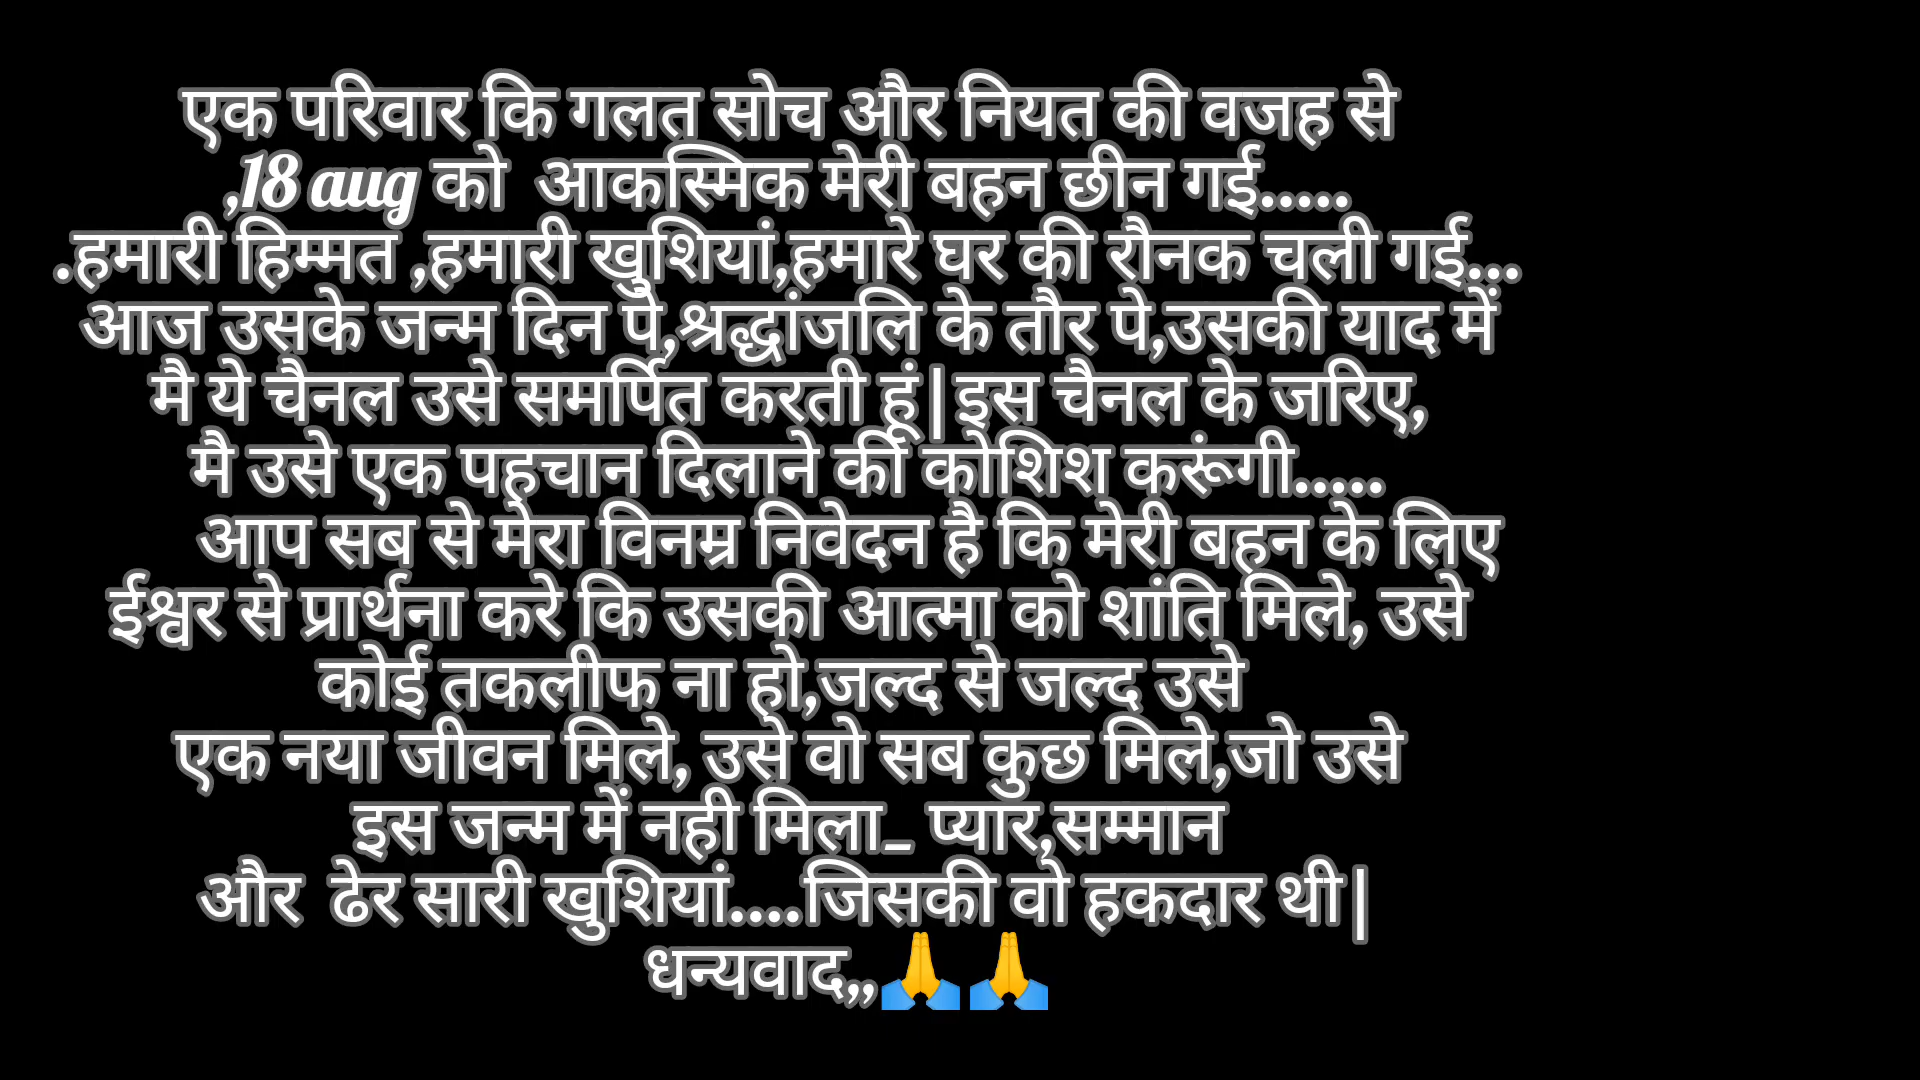 एक परिवार कि गलत सोच और नियत की वजह से
,18 aug को  आकस्मिक मेरी बहन छीन गई.....
.हमारी हिम्मत ,हमारी खुशियां,हमारे घर की रौनक चली गई...
आज उसके जन्म दिन पे,श्रद्धांजलि के तौर पे,उसकी याद में
मै ये चैनल उसे समर्पित करती हूं|इस चैनल के जरिए,
मै उसे एक पहचान दिलाने की कोशिश करूंगी.....
आप सब से मेरा विनम्र निवेदन है कि मेरी बहन के लिए
ईश्वर से प्रार्थना करे कि उसकी आत्मा को शांति मिले, उसे
कोई तकलीफ ना हो,जल्द से जल्द उसे
एक नया जीवन मिले, उसे वो सब कुछ मिले,जो उसे
इस जन्म में नही मिला_ प्यार,सम्मान
और  ढेर सारी खुशियां....जिसकी वो हकदार थी|
धन्यवाद,,🙏🙏